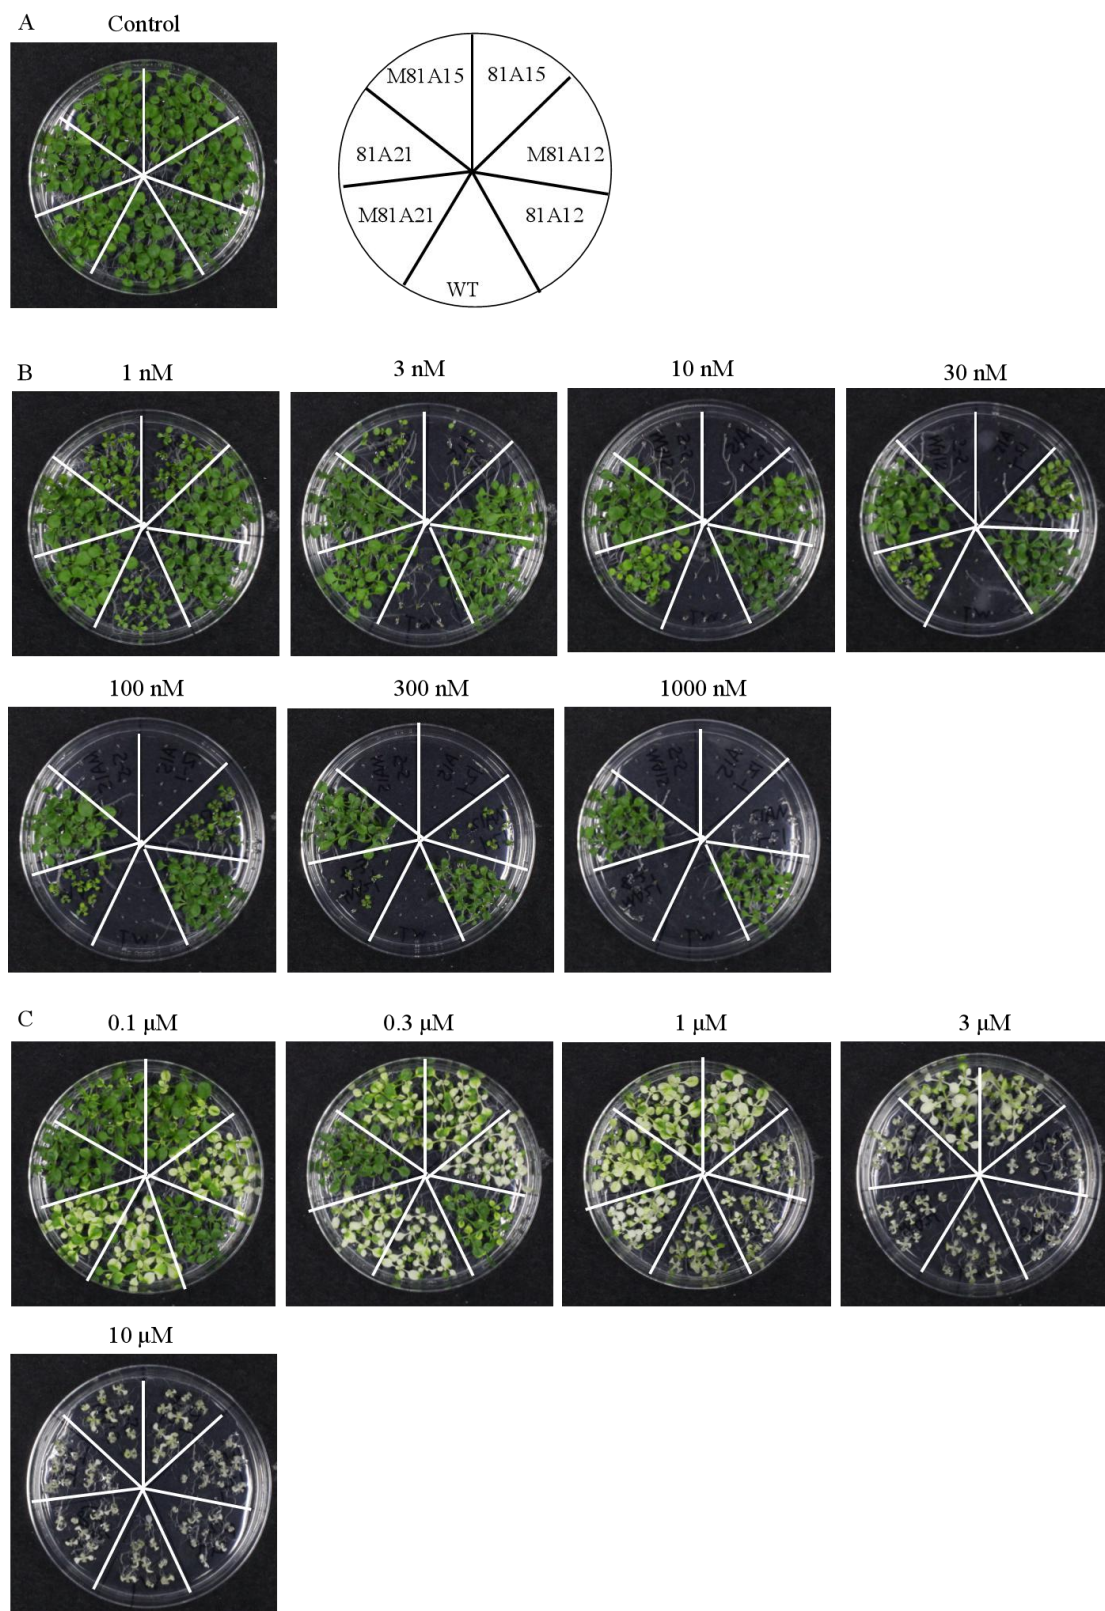 A
Control
M81A15
81A15
81A21
M81A12
M81A21
81A12
WT
B
1 nM
3 nM
10 nM
30 nM
100 nM
300 nM
1000 nM
C
0.1 µM
0.3 µM
1 µM
3 µM
10 µM